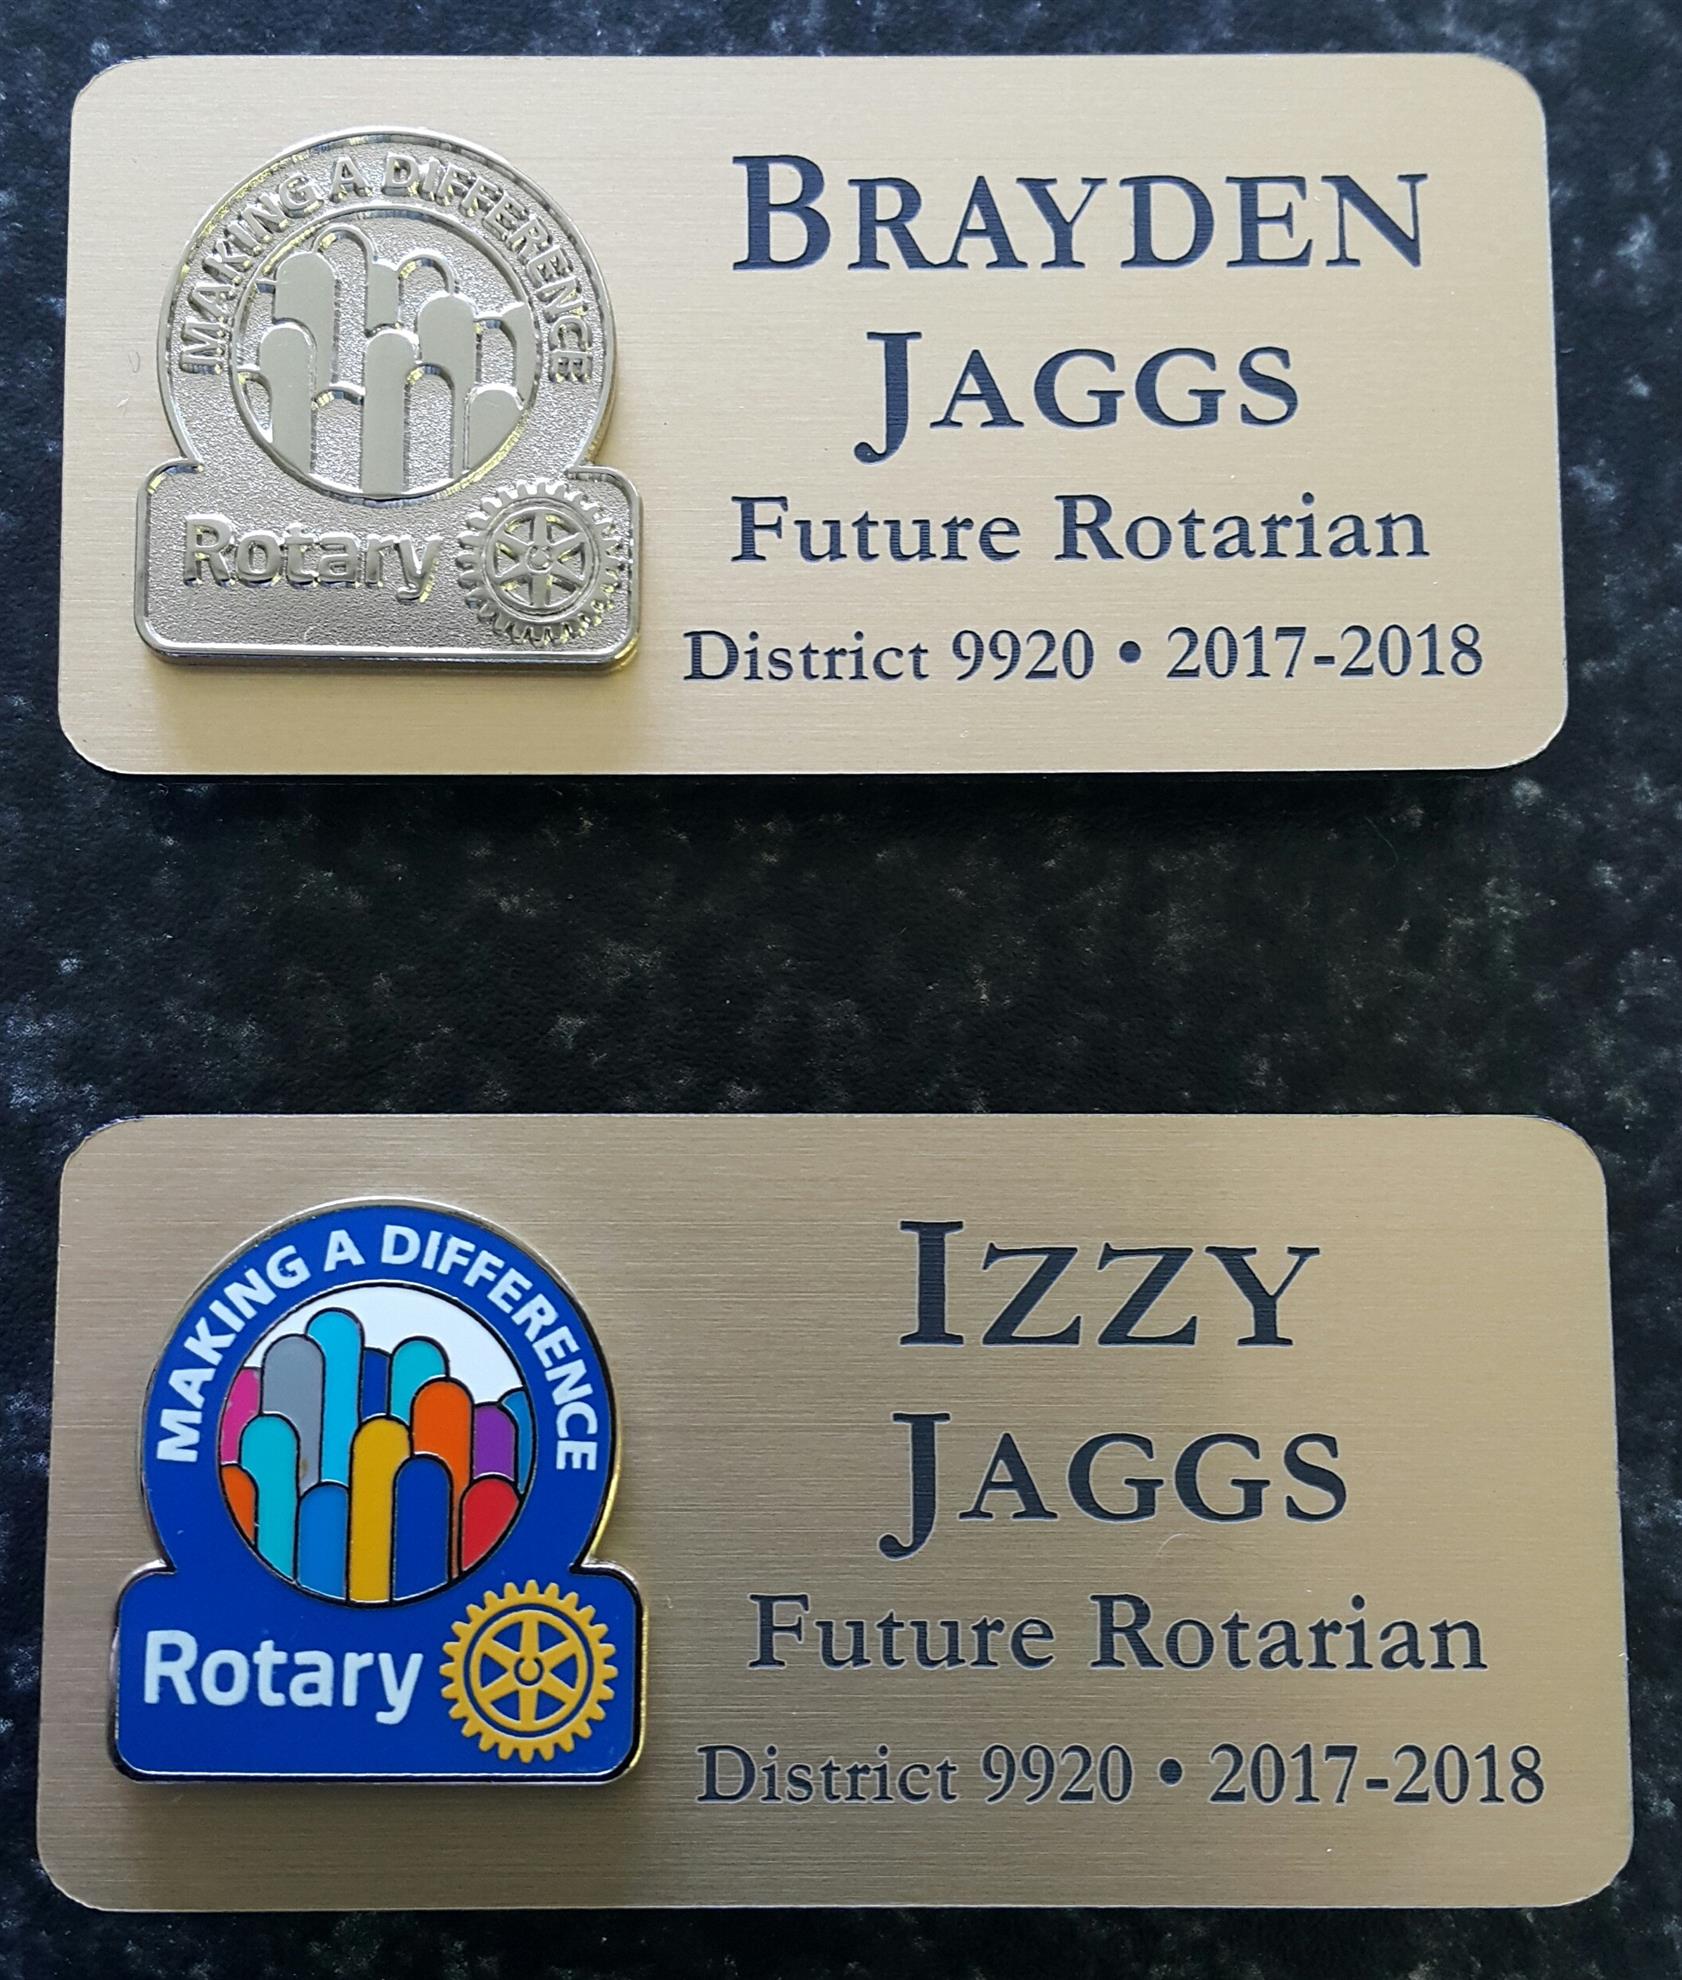 MAKING A DIFFERENCE
Rotary
BRAYDEN
JAGGS
Future Rotarian
District 9920 • 2017-2018
MAKING A DIFFERENCE
Rotary
IZZY
JAGGS
Future Rotarian
District 9920 • 2017-2018